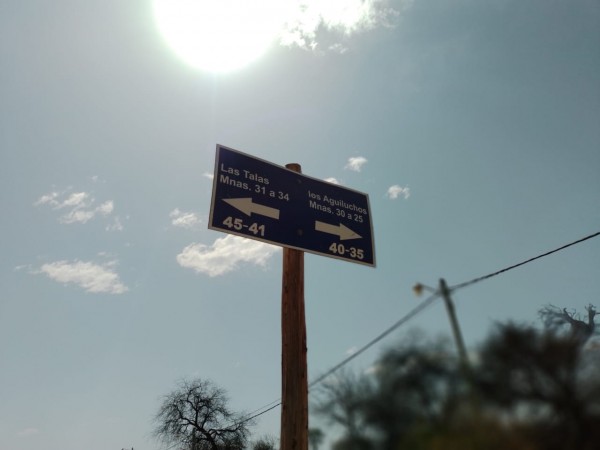 Las Talas
Mnas. 31 a 34
45-41
los Aguiluchos
Mnas. 30 a 25
40-35